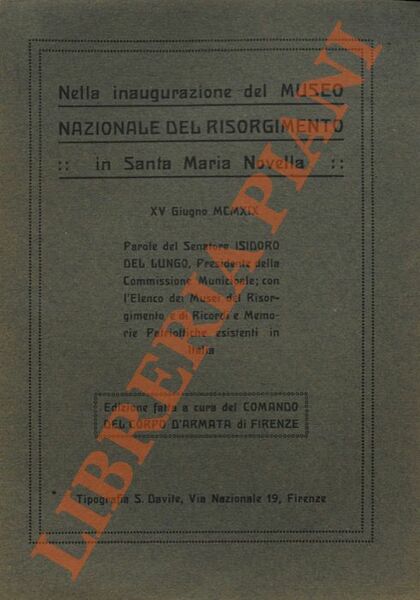 Nella inaugurazione del MUSEO
NAZIONALE DEL RISORGIMENTO
:: in Santa Maria Novella ::
XV Giugno MCMXIX
Parole del Senatore ISIDORO
DEL LUNGO, Presidente della
Commissione Municipale; con
l'Elenco dei Musei del Risor-
gimento e di Ricordi e Memo-
rie Patriottiche esistenti in
Italia
Edizione fatta a cura del COMANDO
DEL CORPO D'ARMATA di FIRENZE
Tipografia S. Davite, Via Nazionale 19, Firenze
LIBRERIA PIANI